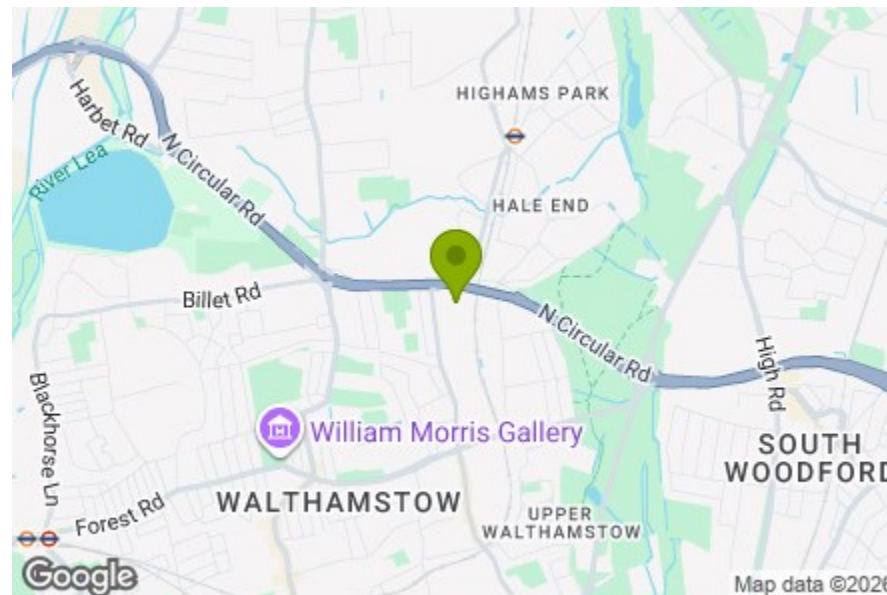 HIGHAMS PARK
Harbet Rd
N Circular Rd
River Lea
HALE END
Billet Rd
N Circular Rd
High Rd
Blackhorse Ln
William Morris Gallery
SOUTH
WOODFORD
WALTHAMSTOW
UPPER
WALTHAMSTOW
Forest Rd
Google
Map data ©2026